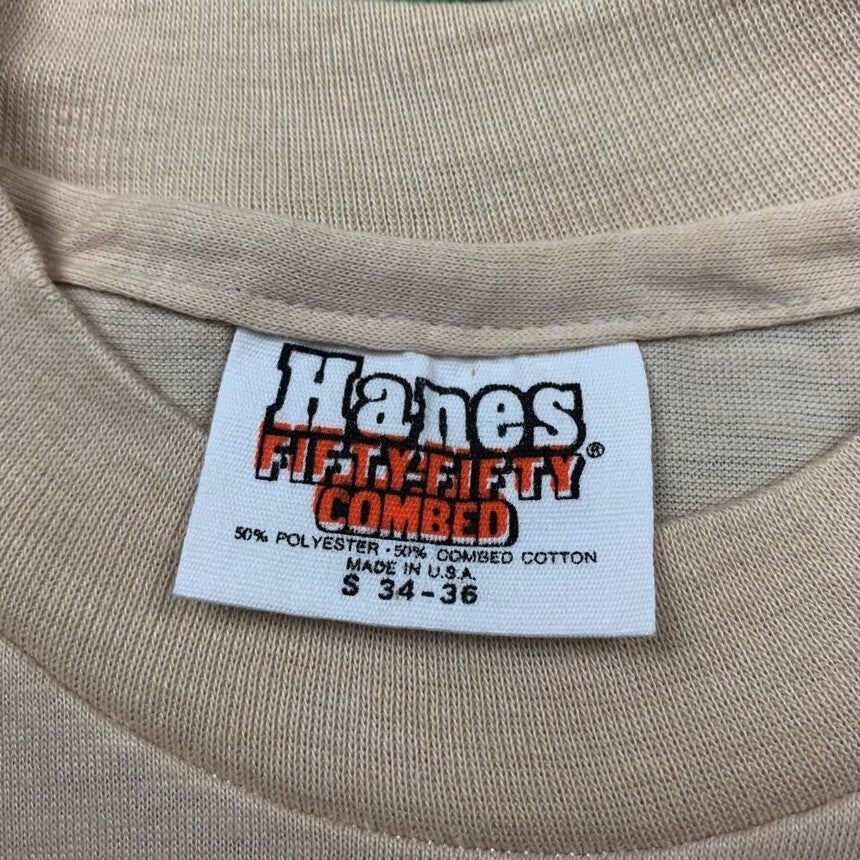 Hanes
FIFTY-FIFTY®
COMBED
50% POLYESTER · 50% COMBED COTTON
MADE IN U.S.A.
S 34-36